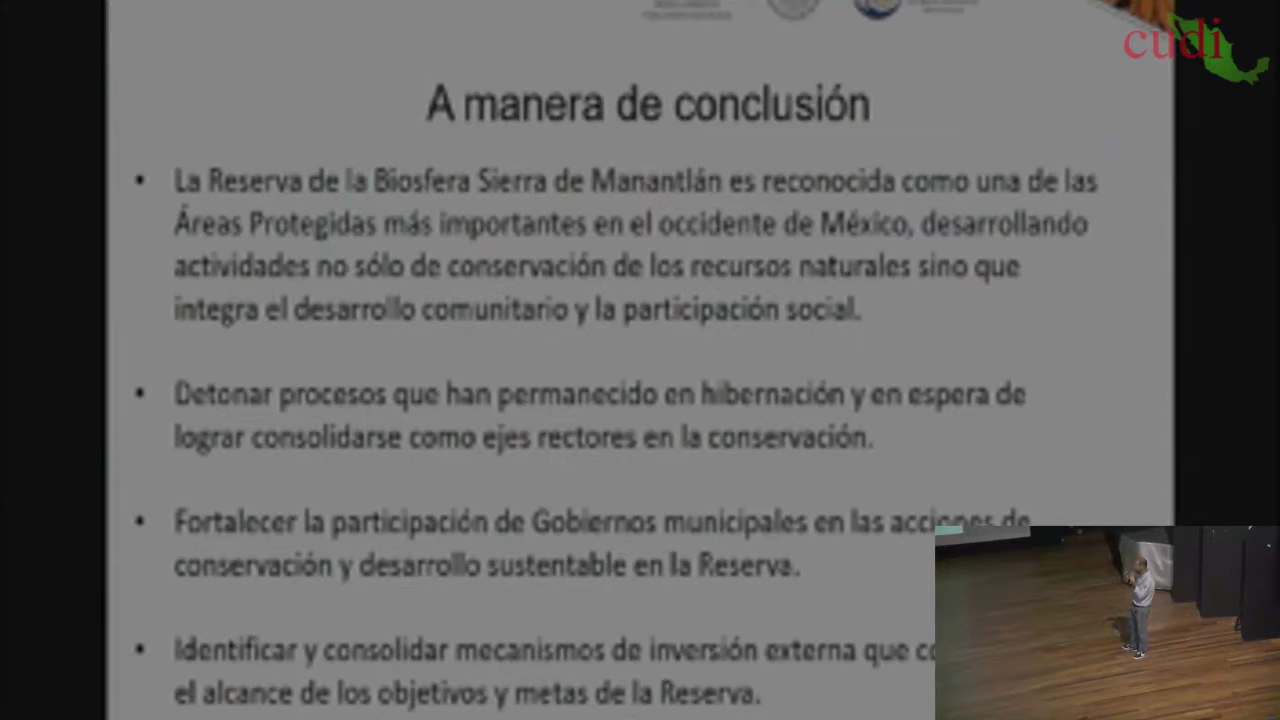 cudi
A manera de conclusión
• La Reserva de la Biosfera Sierra de Manantlán es reconocida como una de las
Áreas Protegidas más importantes en el occidente de México, desarrollando
actividades no sólo de conservación de los recursos naturales sino que
integra el desarrollo comunitario y la participación social.
• Detonar procesos que han permanecido en hibernación y en espera de
lograr consolidarse como ejes rectores en la conservación.
• Fortalecer la participación de Gobiernos municipales en las acciones de
conservación y desarrollo sustentable en la Reserva.
• Identificar y consolidar mecanismos de inversión externa que
el alcance de los objetivos y metas de la Reserva.